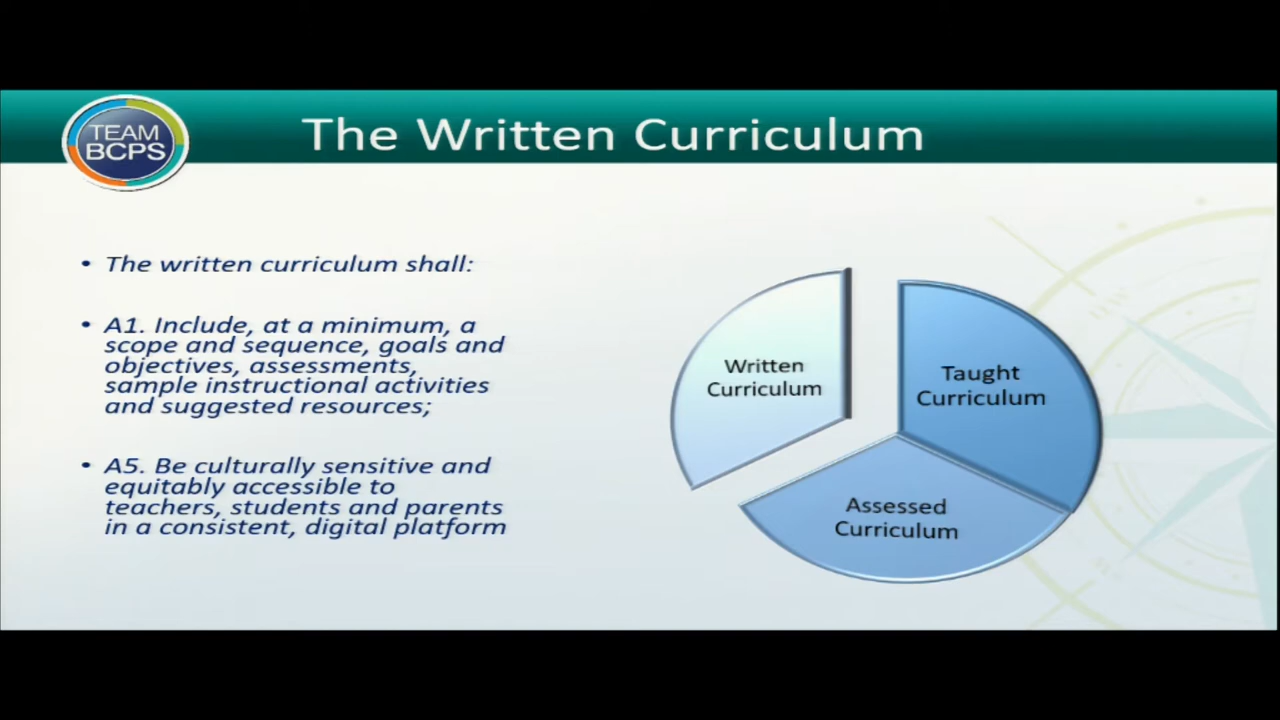 TEAM
BCPS
The Written Curriculum
• The written curriculum shall:
• A1. Include, at a minimum, a
scope and sequence, goals and
objectives, assessments,
sample instructional activities
and suggested resources;
• A5. Be culturally sensitive and
equitably accessible to
teachers, students and parents
in a consistent, digital platform
Written
Curriculum
Taught
Curriculum
Assessed
Curriculum